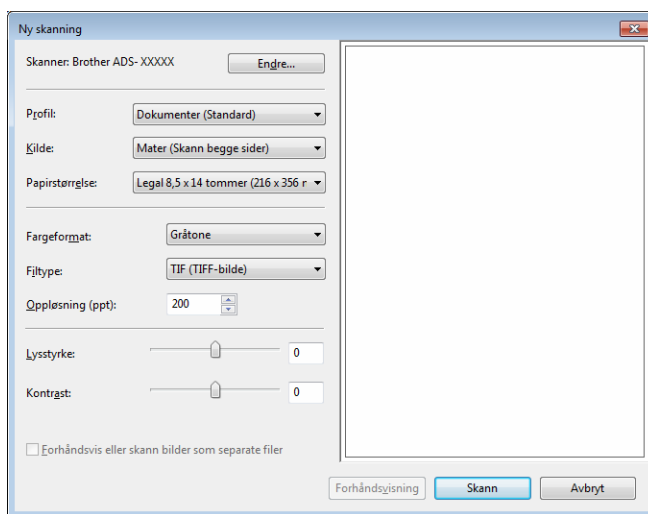 Ny skanning
Skanner: Brother ADS- XXXXX
Endre...
Profil:
Dokumenter (Standard)
Kilde:
Mater (Skann begge sider)
Papirstørrelse:
Legal 8,5 x 14 tommer (216 x 356 r
Fargeformat:
Gråtone
Filtype:
TIF (TIFF-bilde)
Oppløsning (ppt):
200
Lysstyrke:
0
Kontrast:
0
Forhåndsvis eller skann bilder som separate filer
Forhåndsvisning
Skann
Avbryt